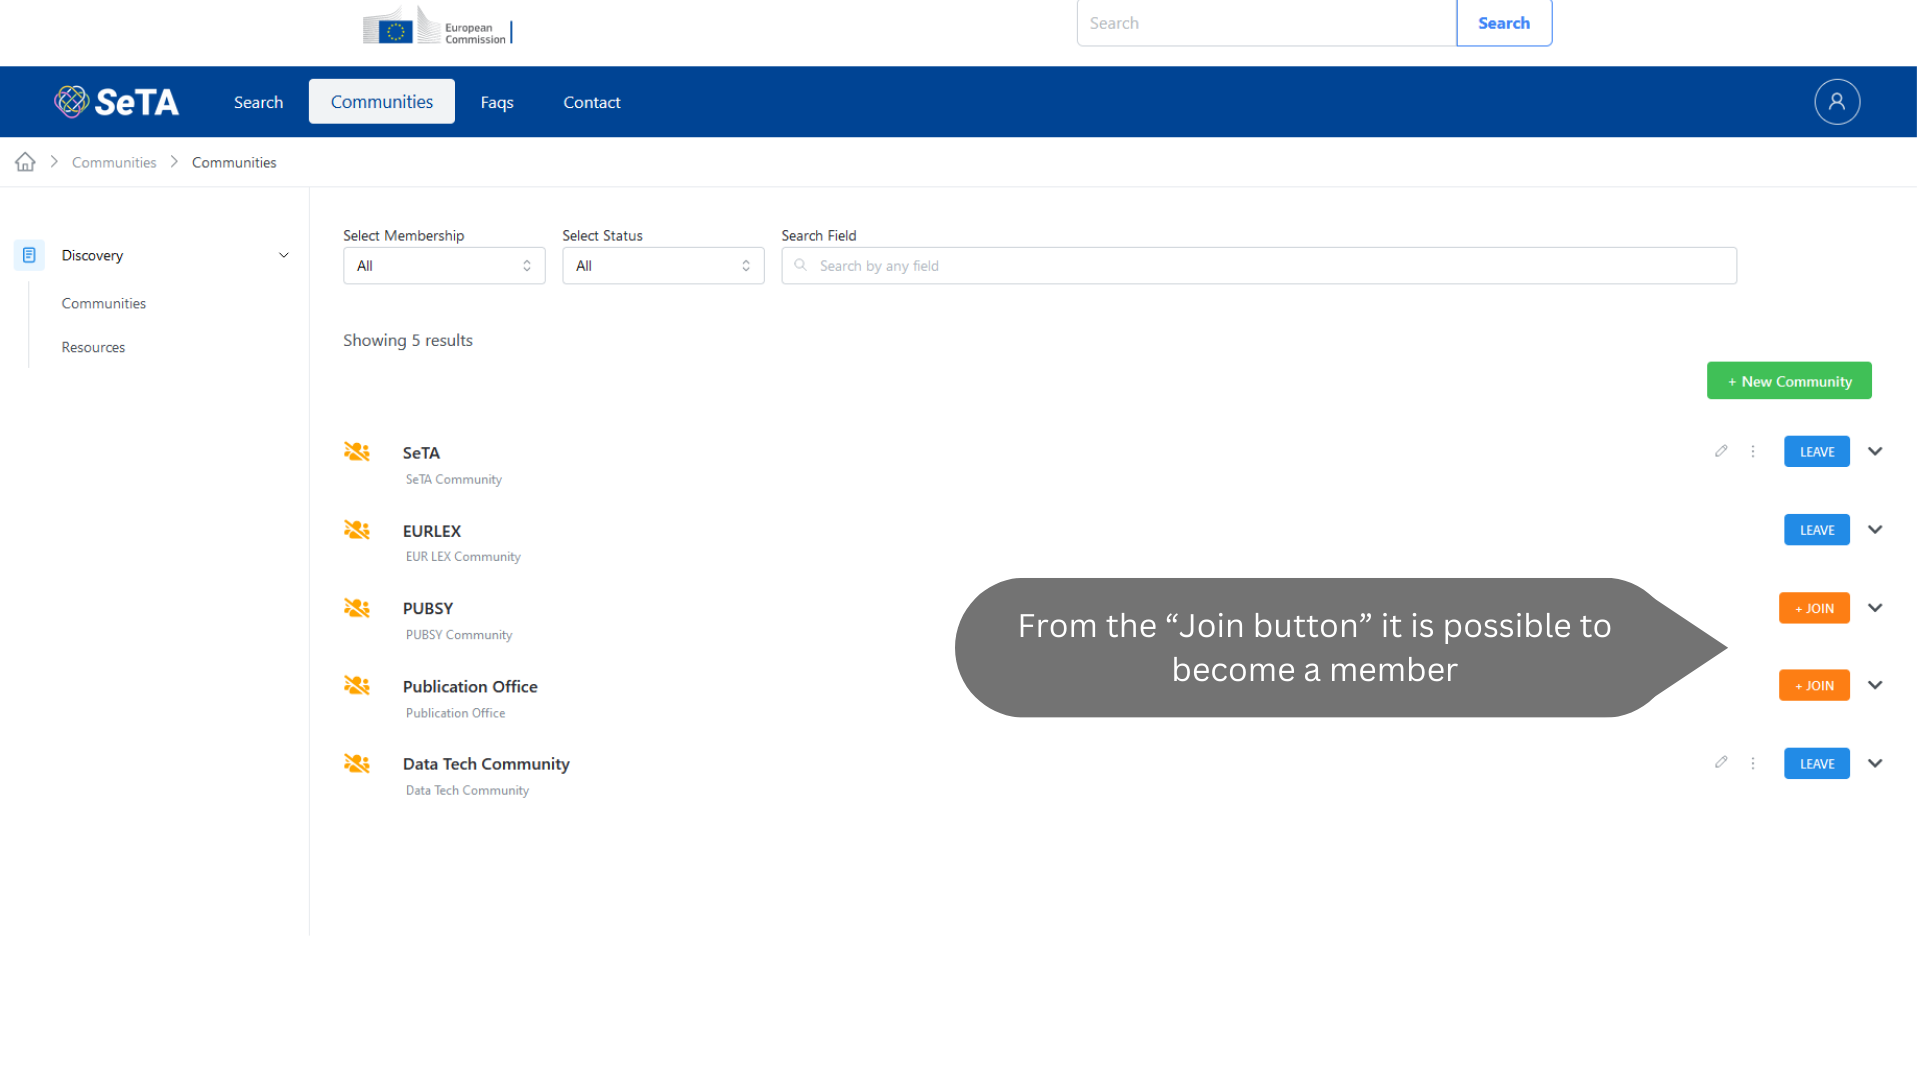 European
Commission
Search
Search
SeTA
Search
Communities
Faqs
Contact
Communities
Communities
Discovery
Communities
Resources
Select Membership
All
Select Status
All
Search Field
Search by any field
Showing 5 results
+ New Community
SeTA
SeTA Community
LEAVE
EURLEX
EUR LEX Community
LEAVE
PUBSY
PUBSY Community
+ JOIN
From the “Join button” it is possible to
become a member
Publication Office
Publication Office
+ JOIN
Data Tech Community
Data Tech Community
LEAVE